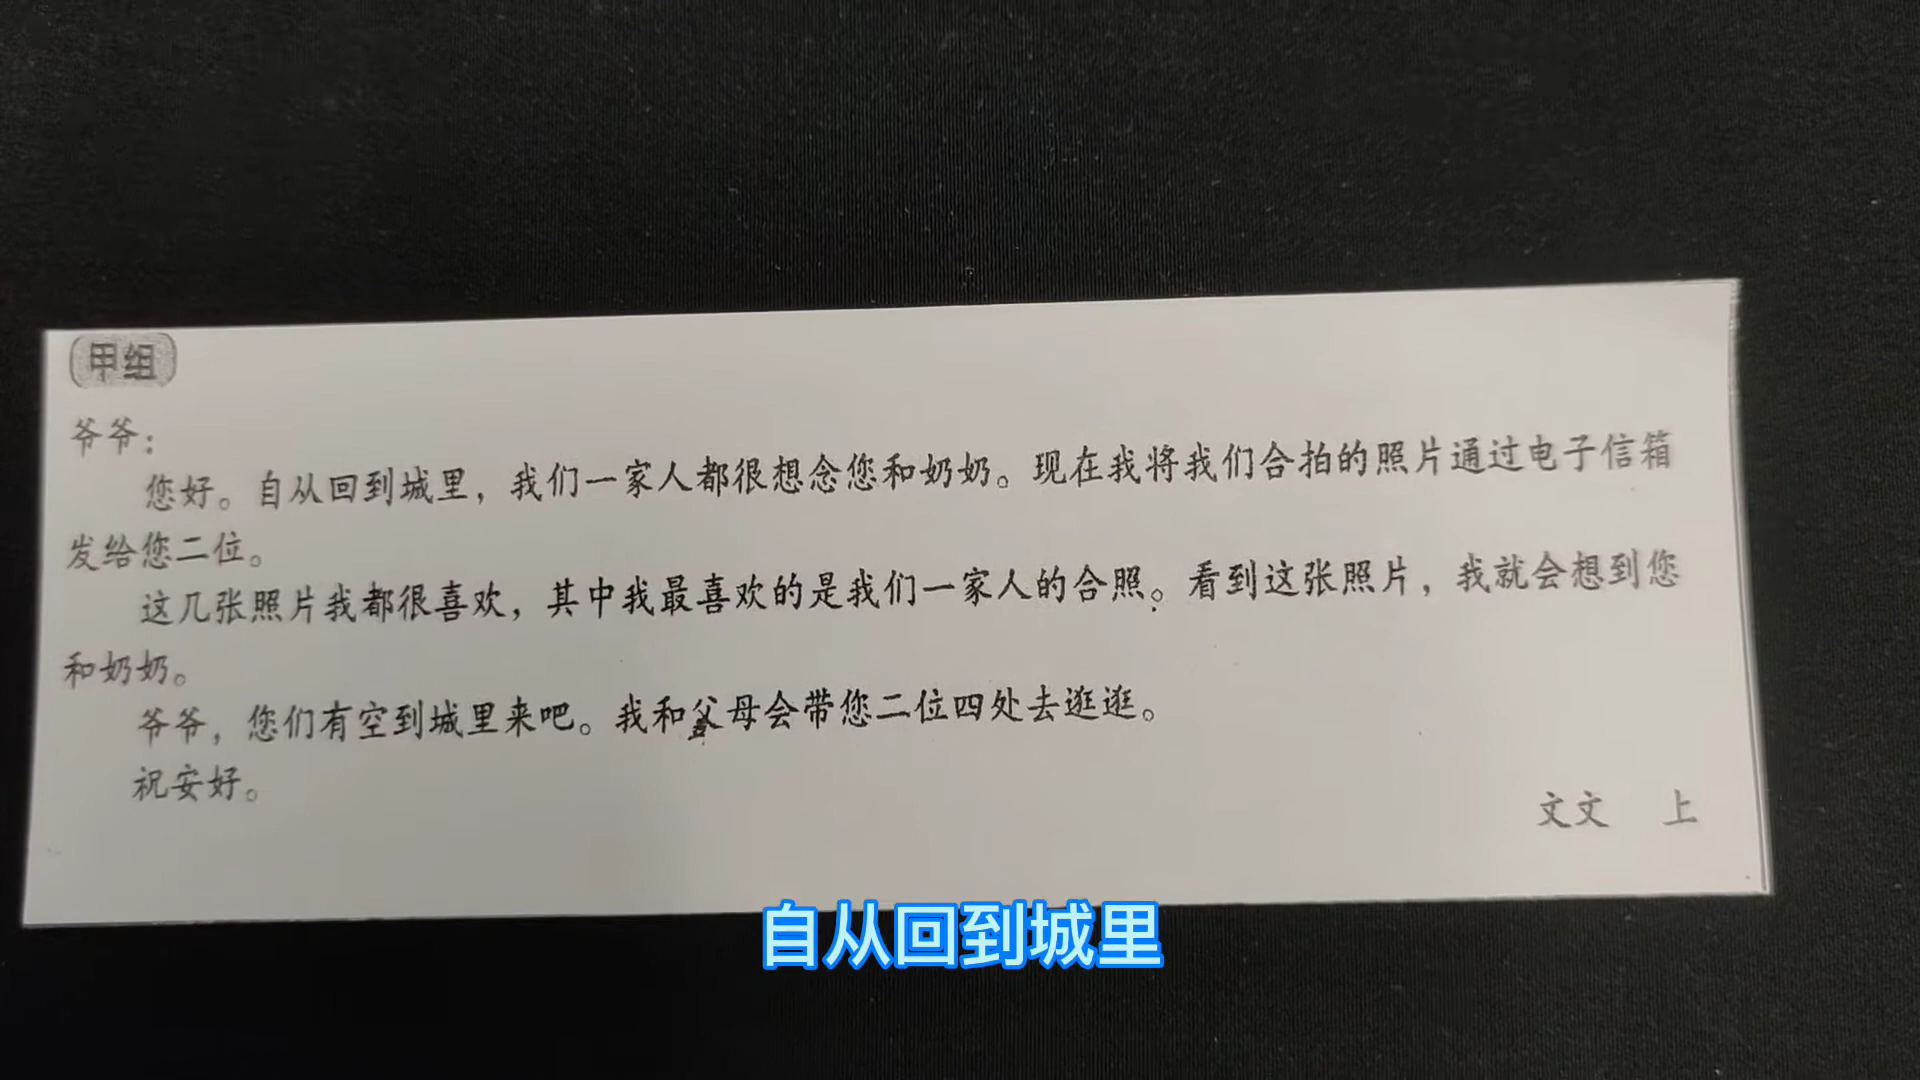 甲组
爷爷：
您好。自从回到城里，我们一家人都很想念您和奶奶。现在我将我们合拍的照片通过电子信箱
发给您二位。
这几张照片我都很喜欢，其中我最喜欢的是我们一家人的合照。看到这张照片，我就会想到您
和奶奶。
爷爷，您们有空到城里来吧。我和父母会带您二位四处去逛逛。
祝安好。
文文 上
自从回到城里